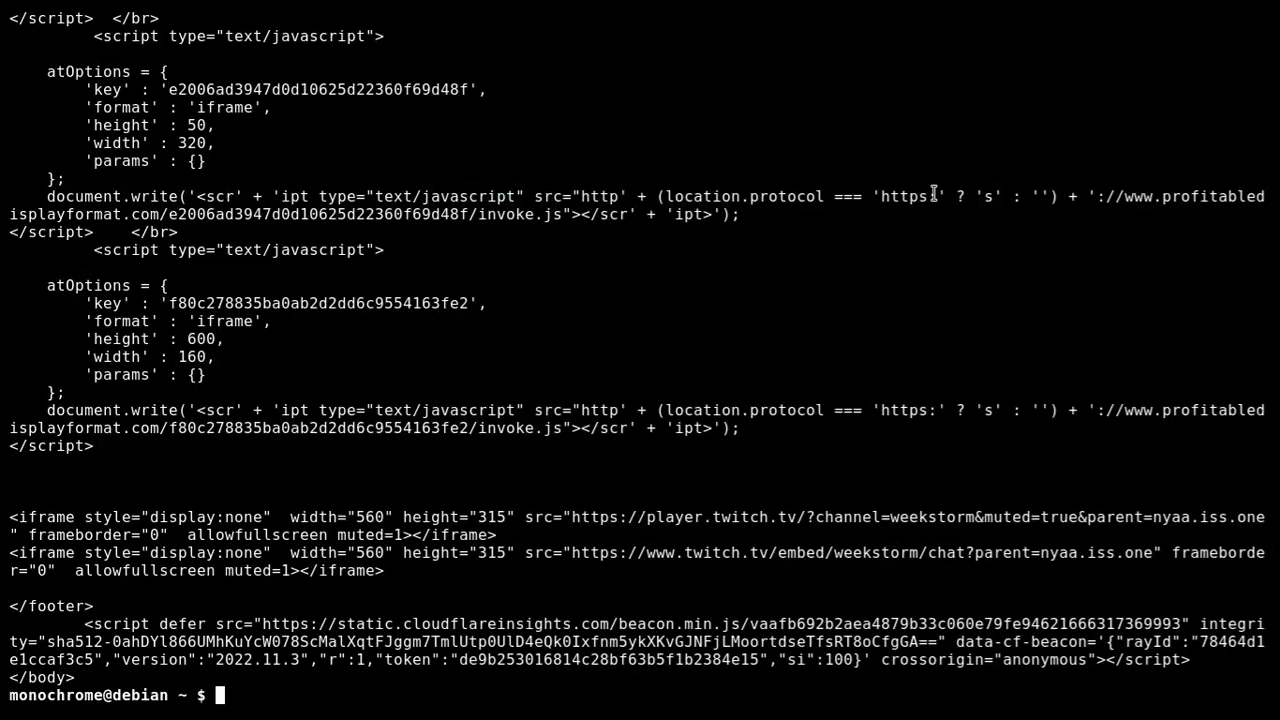 </script>  </br>
         <script type="text/javascript">
    atOptions = {
        'key' : 'e2006ad3947d0d10625d22360f69d48f',
        'format' : 'iframe',
        'height' : 50,
        'width' : 320,
        'params' : {}
    };
    document.write('<scr' + 'ipt type="text/javascript" src="http' + (location.protocol === 'https:' ? 's' : '') + '://www.profitabled
isplayformat.com/e2006ad3947d0d10625d22360f69d48f/invoke.js"></scr' + 'ipt>');
</script>    </br>
         <script type="text/javascript">
    atOptions = {
        'key' : 'f80c278835ba0ab2d2dd6c9554163fe2',
        'format' : 'iframe',
        'height' : 600,
        'width' : 160,
        'params' : {}
    };
    document.write('<scr' + 'ipt type="text/javascript" src="http' + (location.protocol === 'https:' ? 's' : '') + '://www.profitabled
isplayformat.com/f80c278835ba0ab2d2dd6c9554163fe2/invoke.js"></scr' + 'ipt>');
</script>
<iframe style="display:none"  width="560" height="315" src="https://player.twitch.tv/?channel=weekstorm&muted=true&parent=nyaa.iss.one
" frameborder="0"  allowfullscreen muted=1></iframe>
<iframe style="display:none"  width="560" height="315" src="https://www.twitch.tv/embed/weekstorm/chat?parent=nyaa.iss.one" frameborde
r="0"  allowfullscreen muted=1></iframe>
</footer>
        <script defer src="https://static.cloudflareinsights.com/beacon.min.js/vaafb692b2aea4879b33c060e79fe94621666317369993" integri
ty="sha512-0ahDYl866UMhKuYcW078ScMalXqtFJggm7TmlUtp0UlD4eQk0Ixfnm5ykXKvGJNFjLMoortdseTfsRT8oCfgGA==" data-cf-beacon='{"rayId":"78464d1
e1ccaf3c5","version":"2022.11.3","r":1,"token":"de9b253016814c28bf63b5f1b2384e15","si":100}' crossorigin="anonymous"></script>
</body>
monochrome@debian ~ $